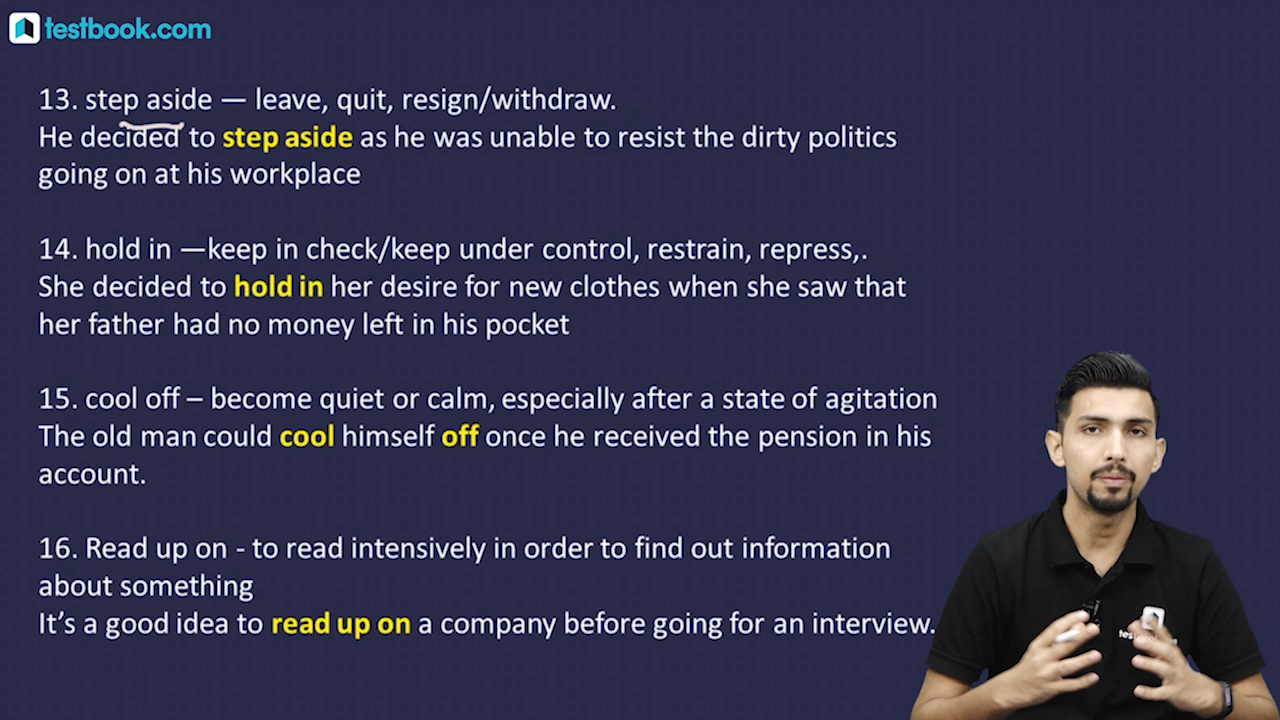 testbook.com
13. step aside — leave, quit, resign/withdraw.
He decided to step aside as he was unable to resist the dirty politics
going on at his workplace
14. hold in —keep in check/keep under control, restrain, repress,.
She decided to hold in her desire for new clothes when she saw that
her father had no money left in his pocket
15. cool off – become quiet or calm, especially after a state of agitation
The old man could cool himself off once he received the pension in his
account.
16. Read up on - to read intensively in order to find out information
about something
It’s a good idea to read up on a company before going for an interview.